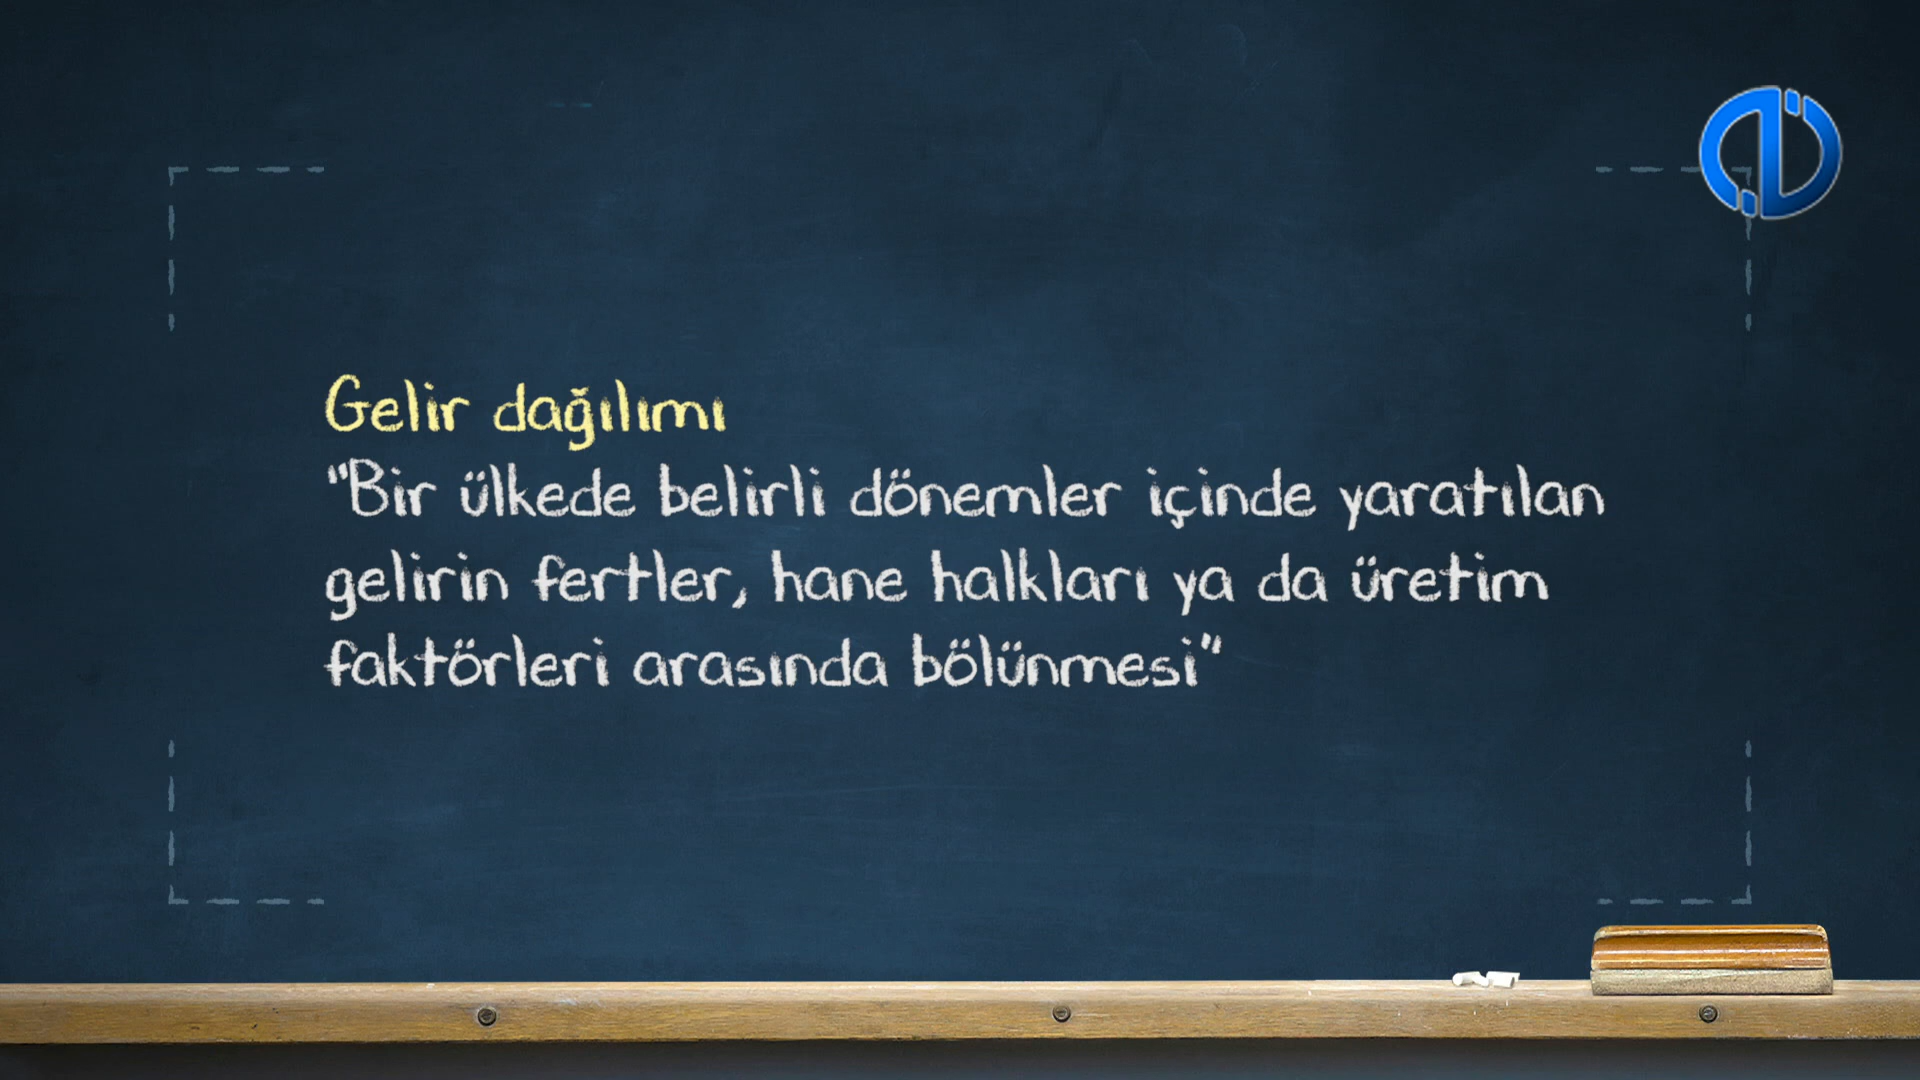 Gelir dağılımı
"Bir ülkede belirli dönemler içinde yaratılan
gelirin fertler, hane halkları ya da üretim
faktörleri arasında bölünmesi"